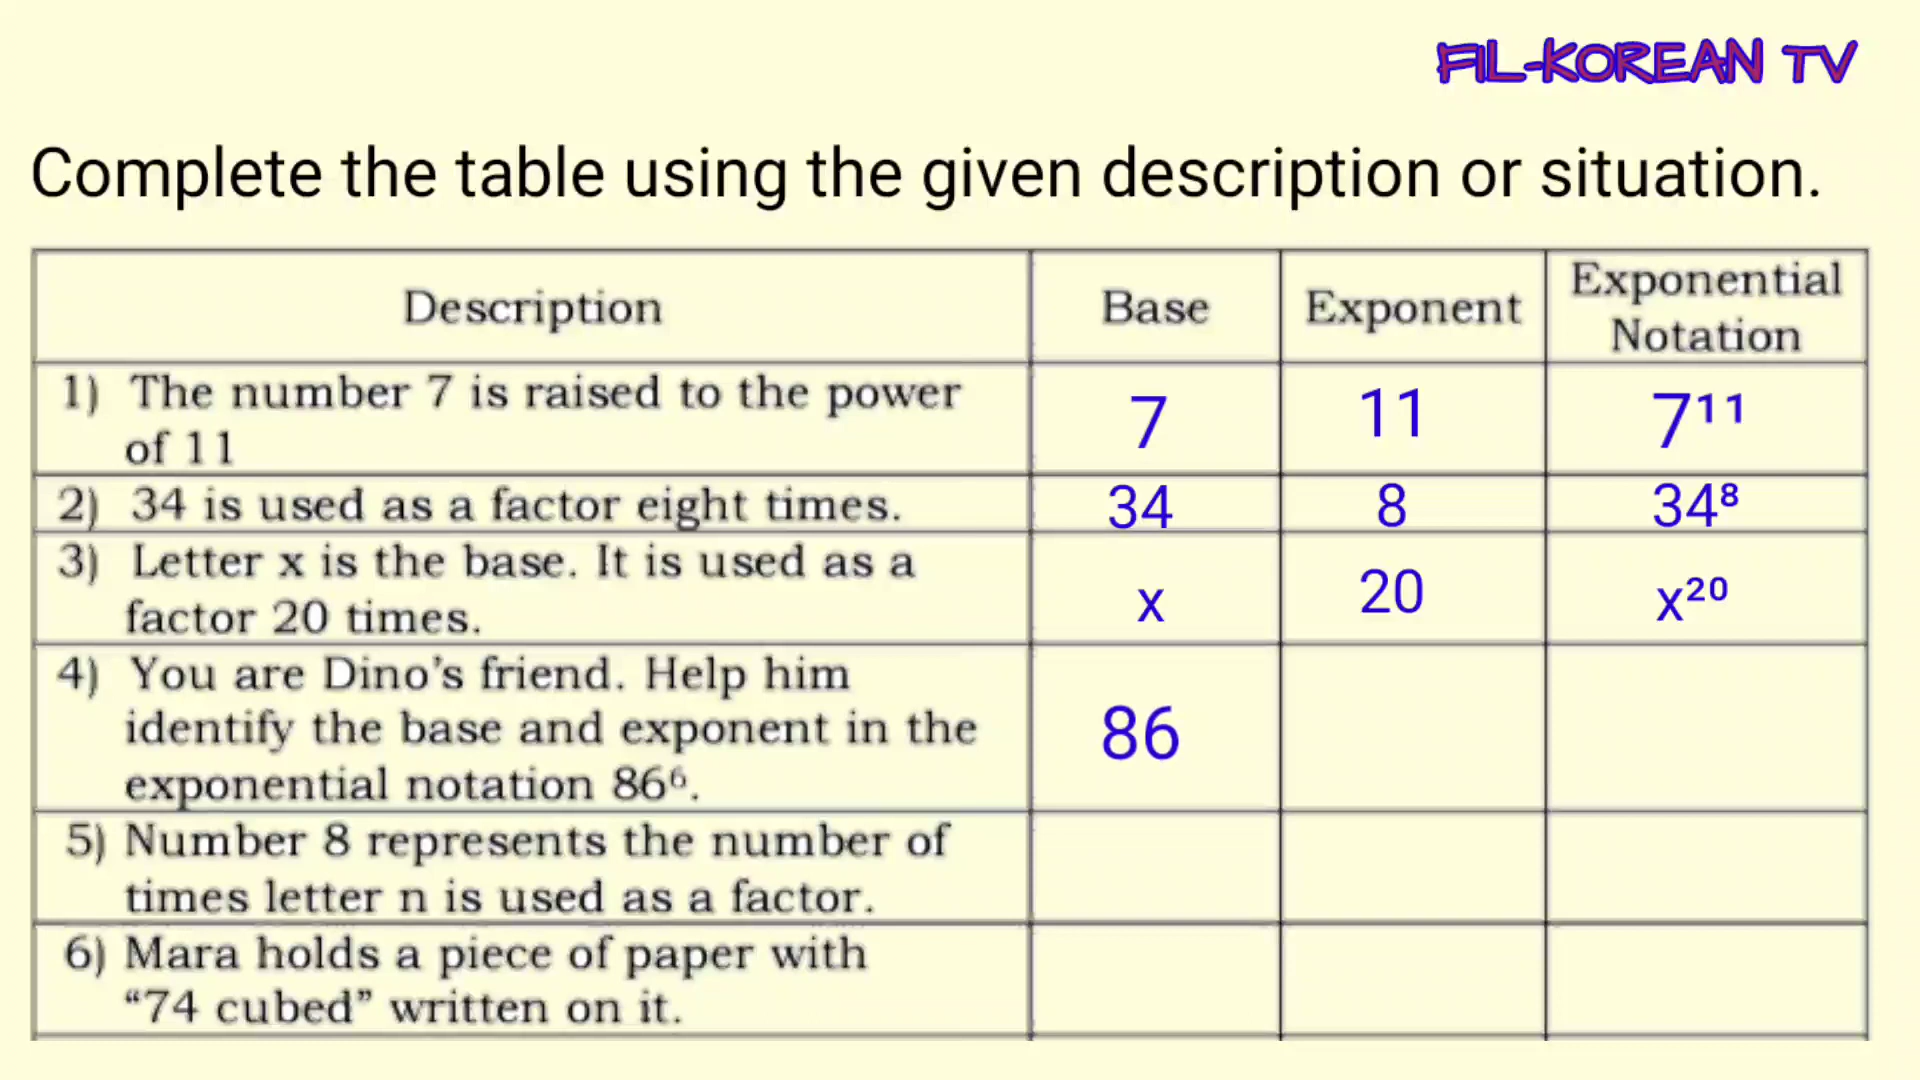 FIL-KOREAN TV
Complete the table using the given description or situation.
Description
Base
Exponent
Exponential
Notation
1) The number 7 is raised to the power
of 11
7
11
7¹¹
2) 34 is used as a factor eight times.
34
8
34⁸
3) Letter x is the base. It is used as a
factor 20 times.
x
20
x²⁰
4) You are Dino’s friend. Help him
identify the base and exponent in the
exponential notation 86⁶.
86
5) Number 8 represents the number of
times letter n is used as a factor.
6) Mara holds a piece of paper with
“74 cubed” written on it.